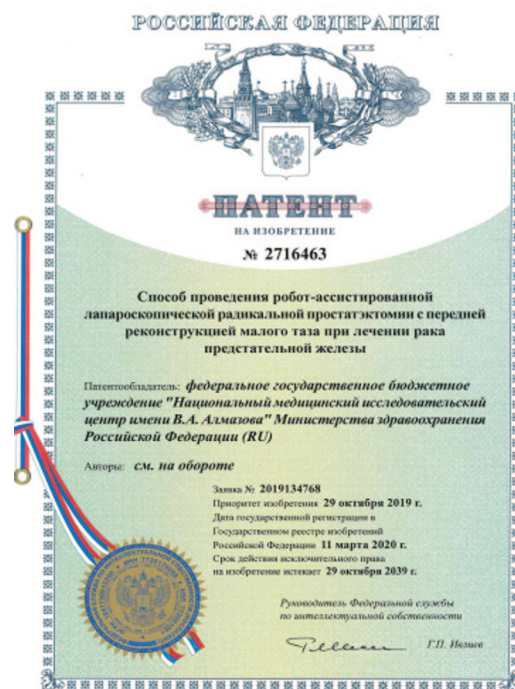 РОССИЙСКАЯ ФЕДЕРАЦИЯ
ПАТЕНТ
НА ИЗОБРЕТЕНИЕ
№ 2716463
Способ проведения робот-ассистированной
лапароскопической радикальной простатэктомии с передней
реконструкцией малого таза при лечении рака
предстательной железы
Патентообладатель: федеральное государственное бюджетное
учреждение "Национальный медицинский исследовательский
центр имени В.А. Алмазова" Министерства здравоохранения
Российской Федерации (RU)
Авторы: см. на обороте
Заявка № 2019134768
Приоритет изобретения 29 октября 2019 г.
Дата государственной регистрации в
Государственном реестре изобретений
Российской Федерации 11 марта 2020 г.
Срок действия исключительного права
на изобретение истекает 29 октября 2039 г.
Руководитель Федеральной службы
по интеллектуальной собственности
Г.П. Ивлиев